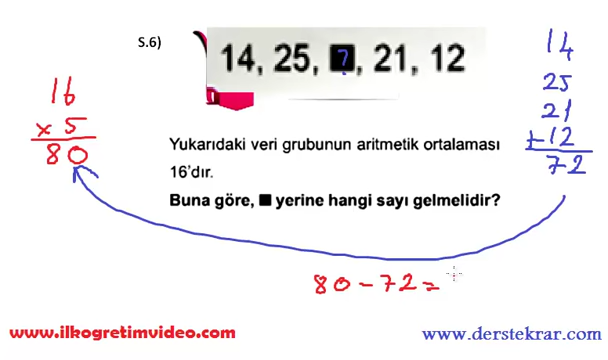 S.6)
14, 25, ?, 21, 12
16
x 5
80
14
25
21
+ 12
72
Yukarıdaki veri grubunun aritmetik ortalaması
16'dır.
Buna göre, ■ yerine hangi sayı gelmelidir?
80 - 72 =
www.ilkogretimvideo.com
www.derstekrar.com